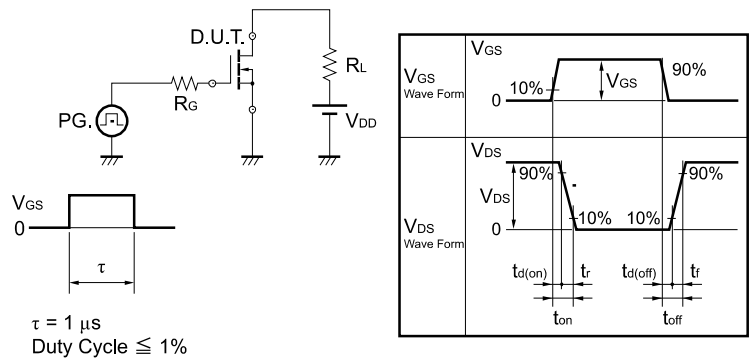 D.U.T.
RL
RG
PG.
VDD
VGS
0
τ
τ = 1 μs
Duty Cycle ≦ 1%
VGS
Wave Form
VGS
10%
0
VGS
90%
VDS
Wave Form
VDS
90%
VDS
10%
0
10%
90%
td(on)
tr
td(off)
tf
ton
toff